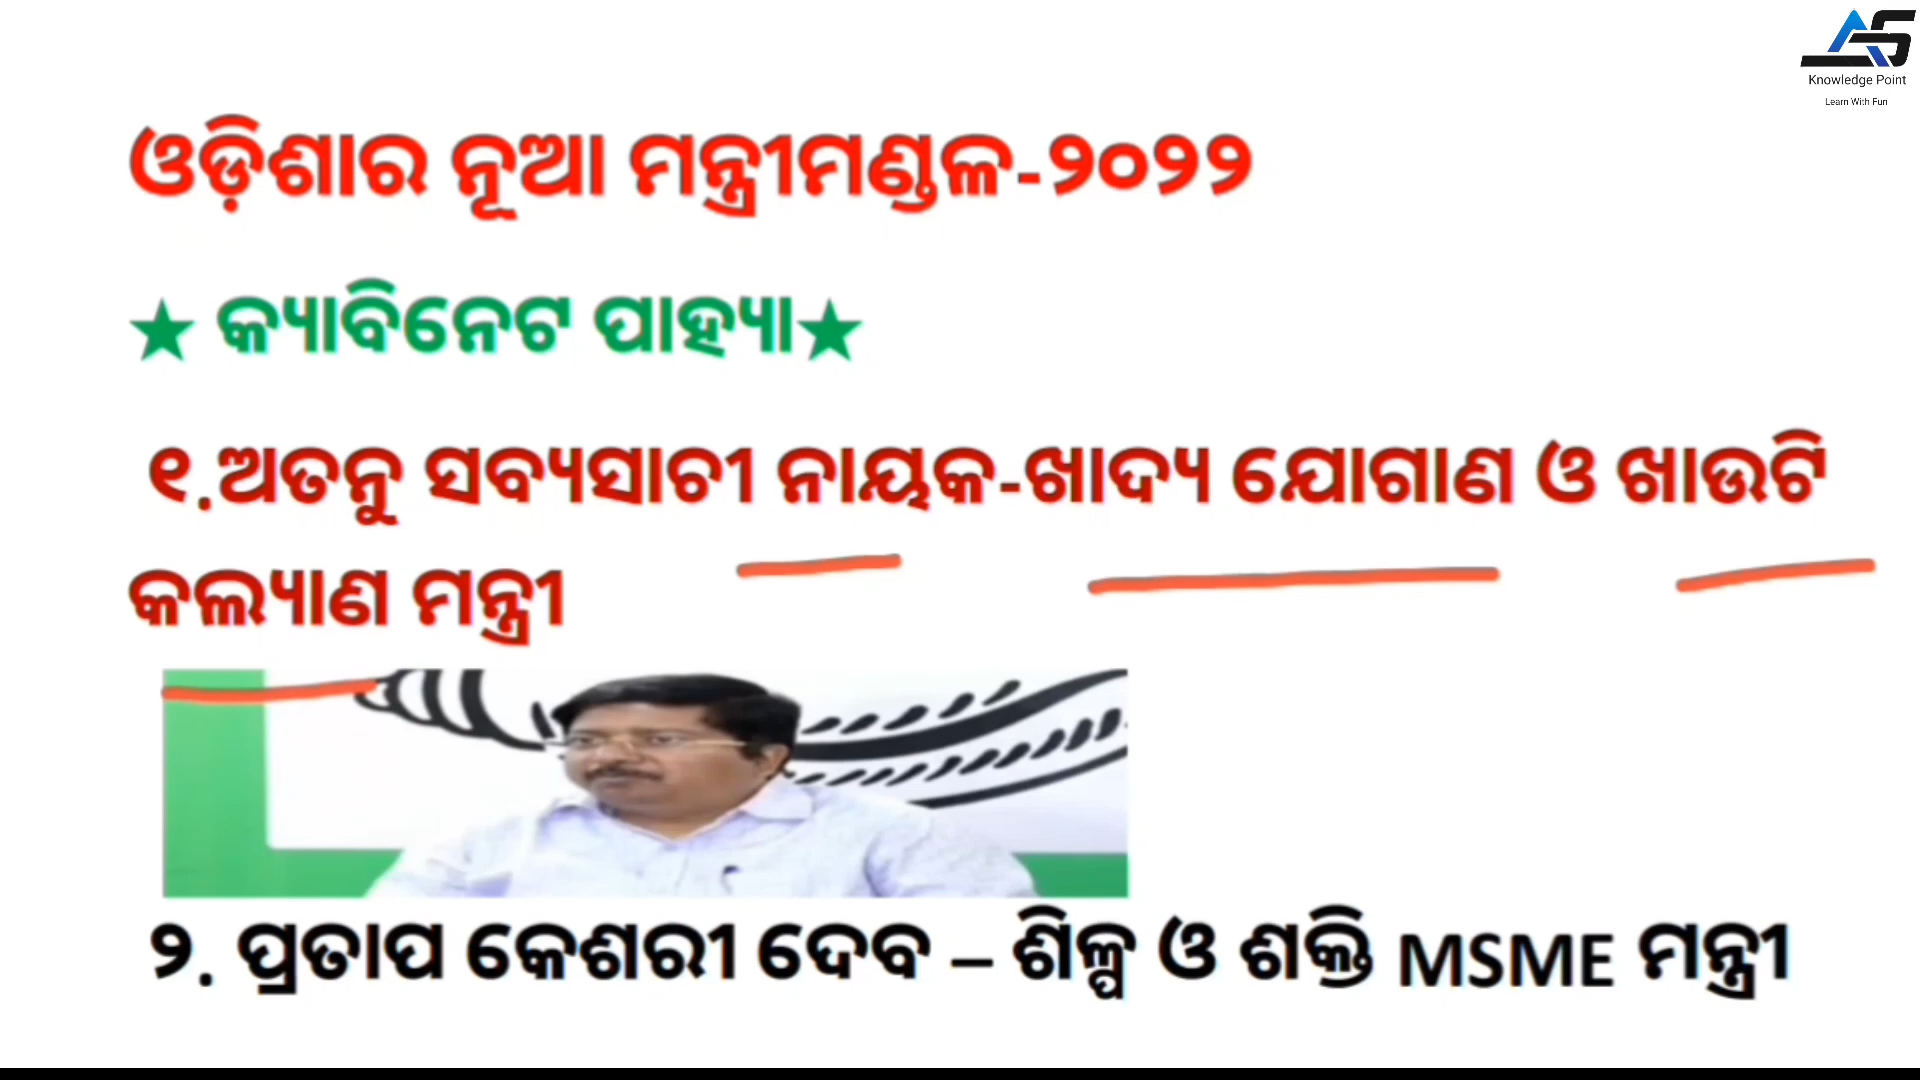 AS
Knowledge Point
Learn With Fun
ଓଡ଼ିଶାର ନୂଆ ମନ୍ତ୍ରୀମଣ୍ଡଳ-୨୦୨୨
★ କ୍ୟାବିନେଟ ପାହ୍ୟା★
୧.ଅତନୁ ସବ୍ୟସାଚୀ ନାୟକ-ଖାଦ୍ୟ ଯୋଗାଣ ଓ ଖାଉଟି
କଲ୍ୟାଣ ମନ୍ତ୍ରୀ
୨. ପ୍ରତାପ କେଶରୀ ଦେବ – ଶିଳ୍ପ ଓ ଶକ୍ତି MSME ମନ୍ତ୍ରୀ